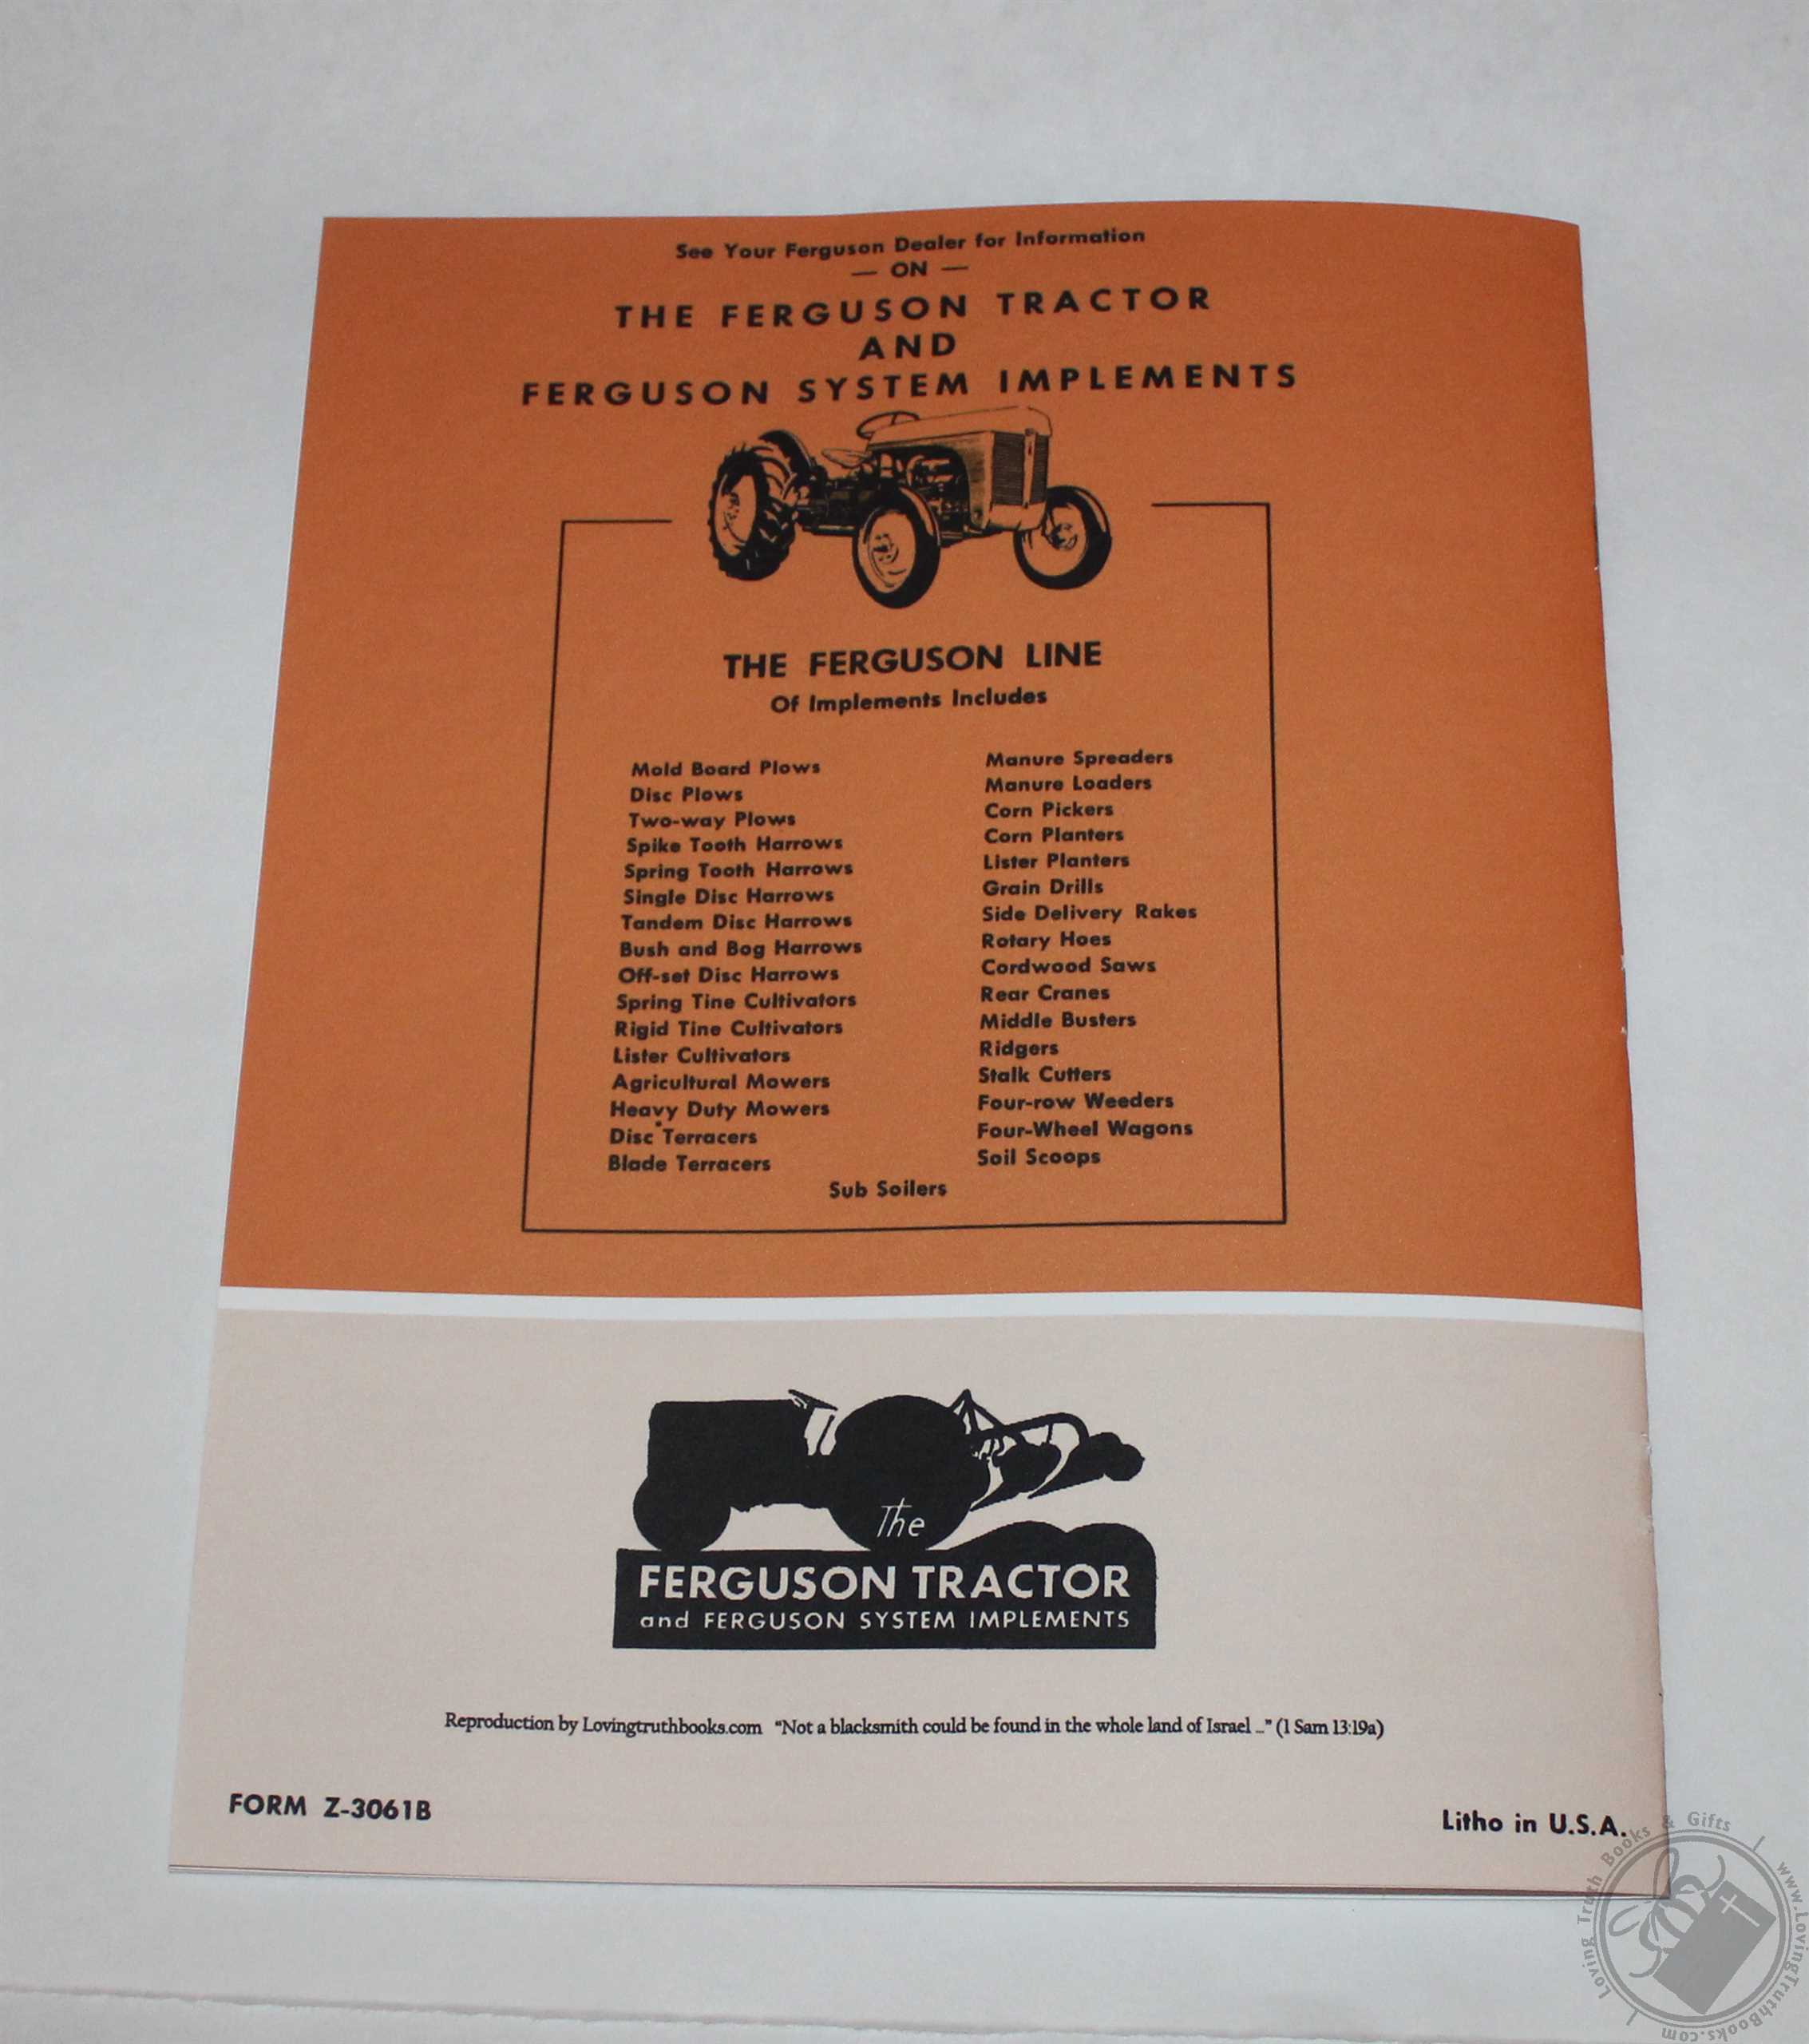 See Your Ferguson Dealer for Information
— ON —
THE FERGUSON TRACTOR
AND
FERGUSON SYSTEM IMPLEMENTS
THE FERGUSON LINE
Of Implements Includes
Mold Board Plows
Disc Plows
Two-way Plows
Spike Tooth Harrows
Spring Tooth Harrows
Single Disc Harrows
Tandem Disc Harrows
Bush and Bog Harrows
Off-set Disc Harrows
Spring Tine Cultivators
Rigid Tine Cultivators
Lister Cultivators
Agricultural Mowers
Heavy Duty Mowers
Disc Terracers
Blade Terracers
Manure Spreaders
Manure Loaders
Corn Pickers
Corn Planters
Lister Planters
Grain Drills
Side Delivery Rakes
Rotary Hoes
Cordwood Saws
Rear Cranes
Middle Busters
Ridgers
Stalk Cutters
Four-row Weeders
Four-Wheel Wagons
Soil Scoops
Sub Soilers
The
FERGUSON TRACTOR
and FERGUSON SYSTEM IMPLEMENTS
Reproduction by Lovingtruthbooks.com "Not a blacksmith could be found in the whole land of Israel ..." (1 Sam 13:19a)
FORM Z-3061B
Litho in U.S.A.
Loving Truth Books & Gifts
www.LovingTruthBooks.com